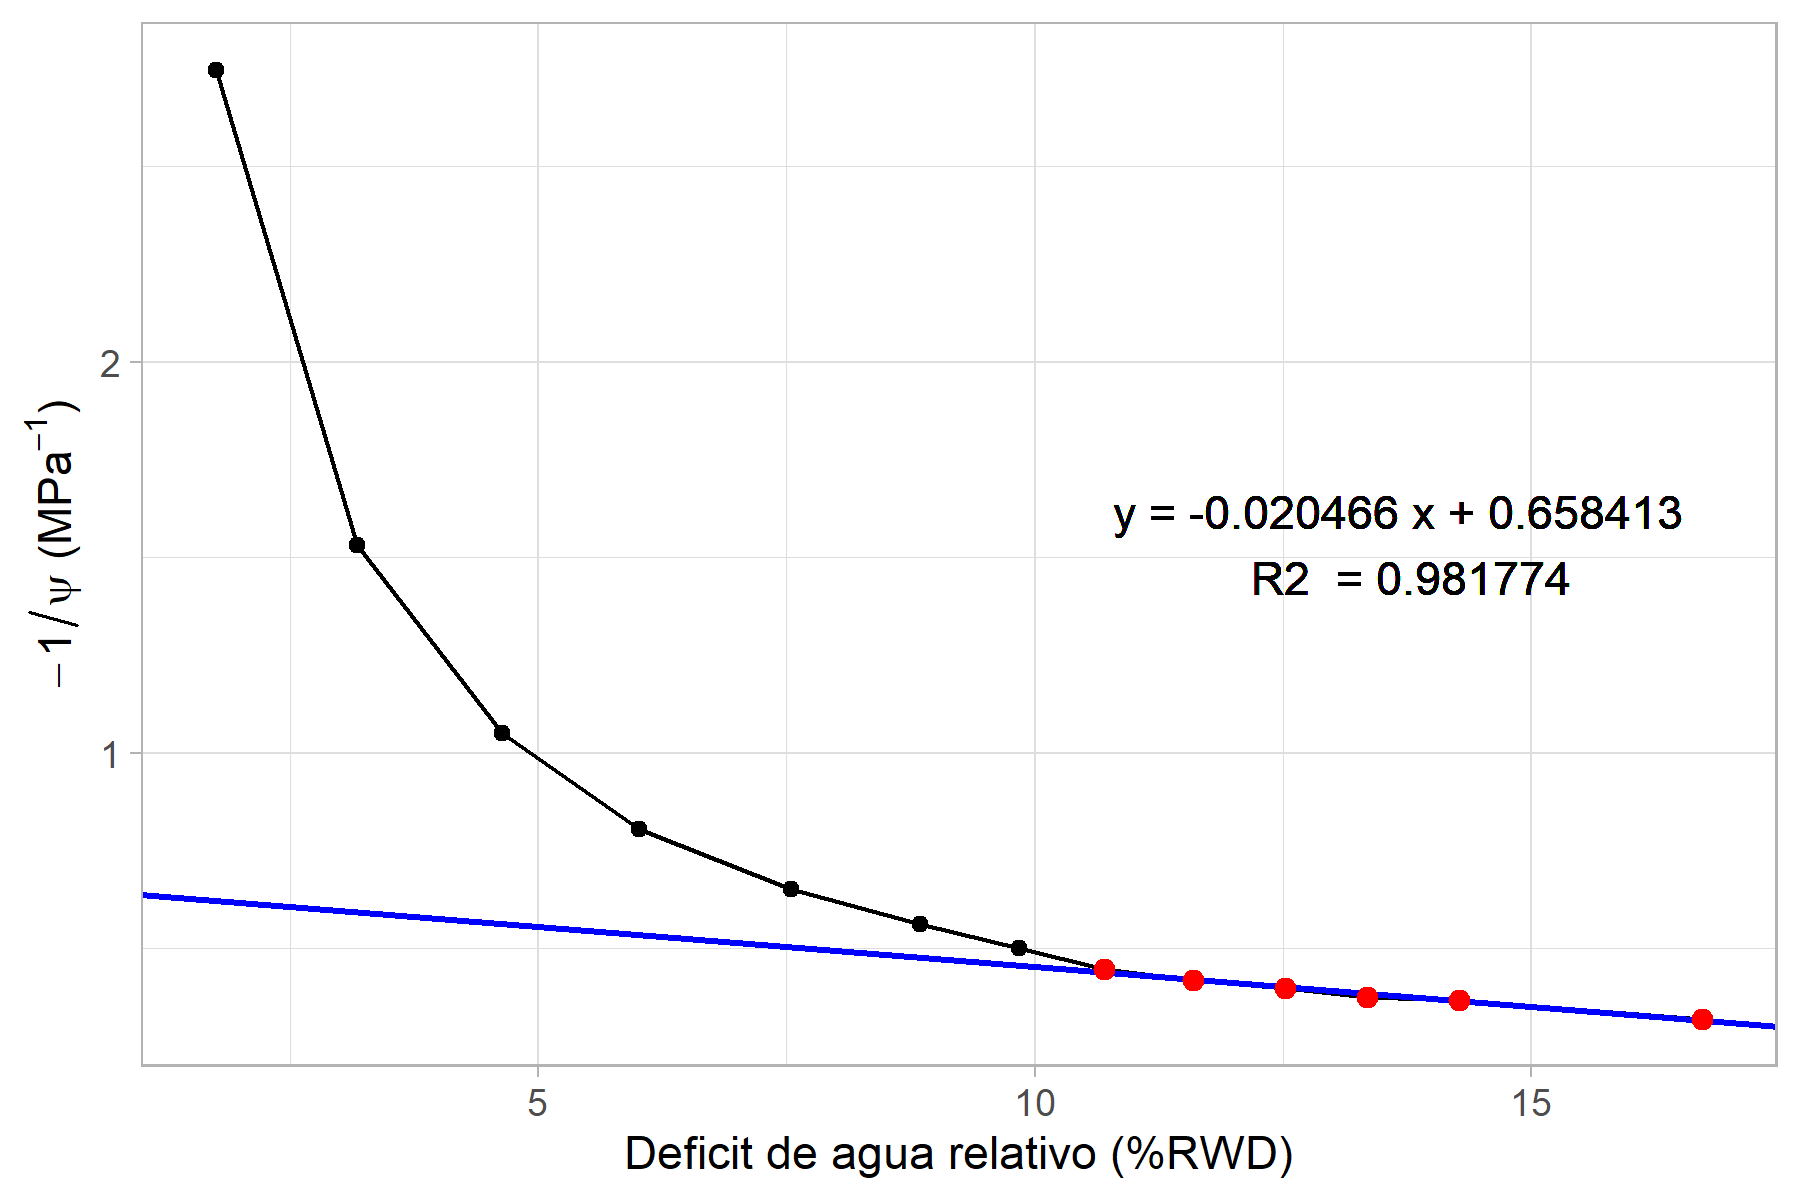 −1/ψ (MPa⁻¹)
2
1
y = -0.020466 x + 0.658413
R2  = 0.981774
5 10 15
Deficit de agua relativo (%RWD)